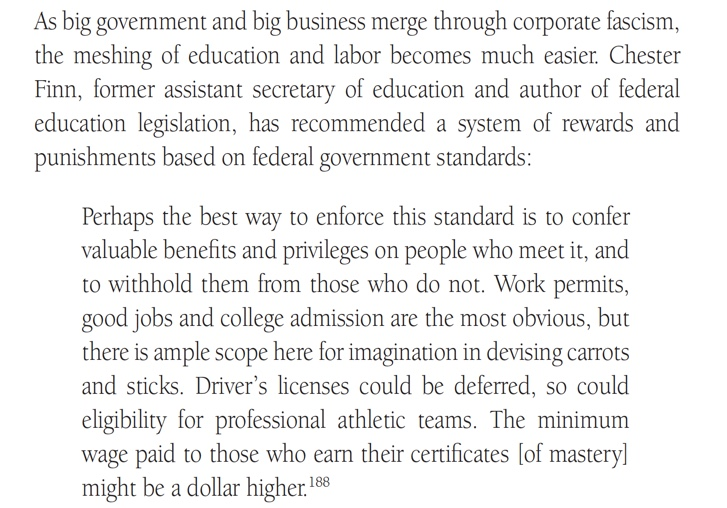 As big government and big business merge through corporate fascism,
the meshing of education and labor becomes much easier. Chester
Finn, former assistant secretary of education and author of federal
education legislation, has recommended a system of rewards and
punishments based on federal government standards:
Perhaps the best way to enforce this standard is to confer
valuable benefits and privileges on people who meet it, and
to withhold them from those who do not. Work permits,
good jobs and college admission are the most obvious, but
there is ample scope here for imagination in devising carrots
and sticks. Driver’s licenses could be deferred, so could
eligibility for professional athletic teams. The minimum
wage paid to those who earn their certificates [of mastery]
might be a dollar higher.188